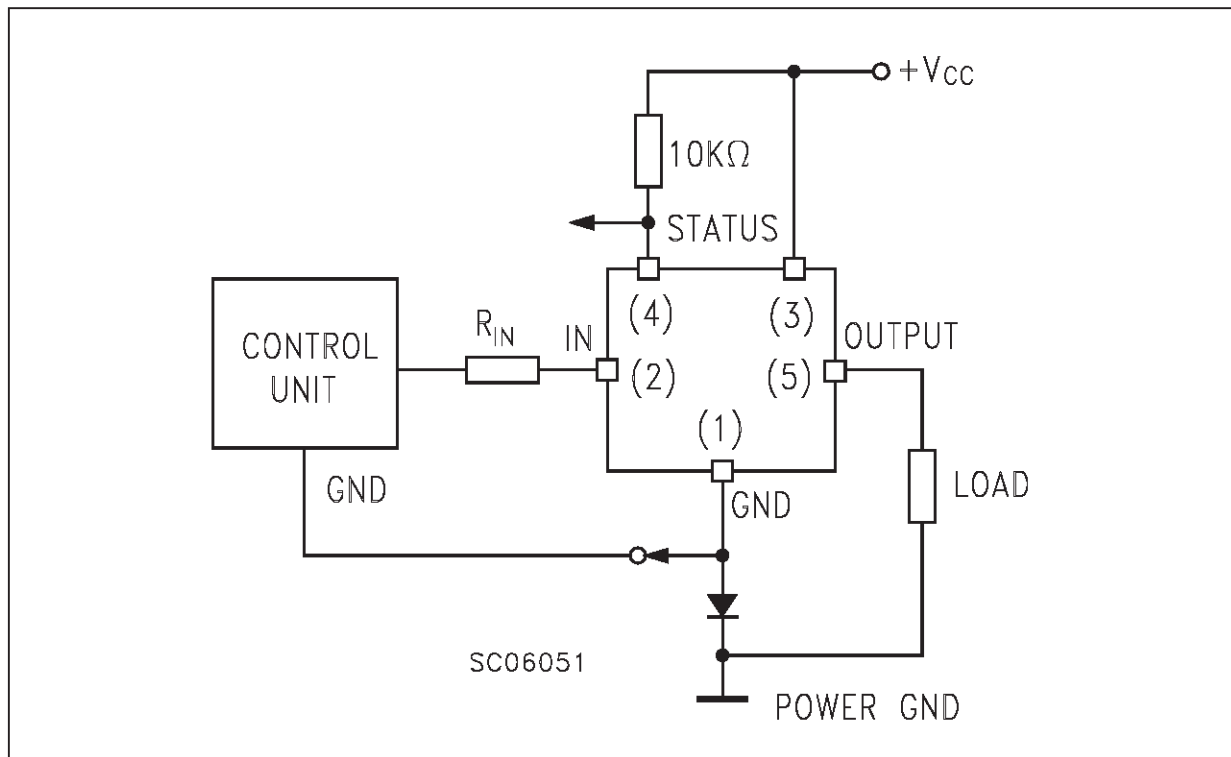 +VCC
10KΩ
STATUS
(4)
(3)
OUTPUT
CONTROL
UNIT
RIN
IN
(2)
(5)
(1)
GND
GND
LOAD
SC06051
POWER GND